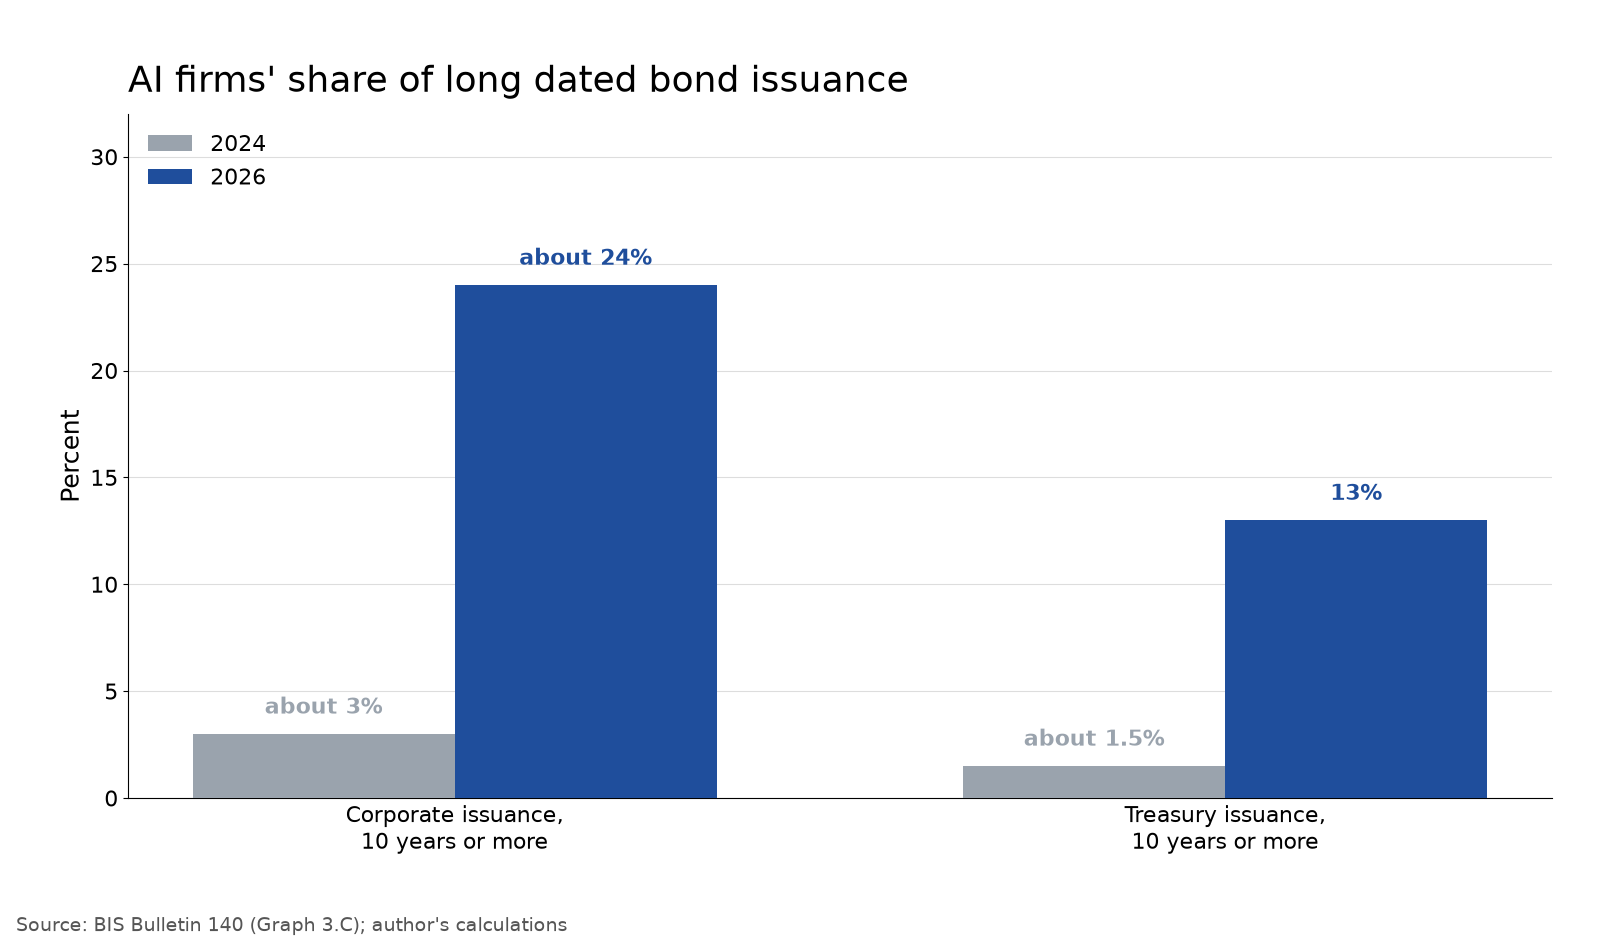 AI firms' share of long dated bond issuance
2024
2026
Percent
30
25
20
15
10
5
0
about 24%
13%
about 3%
about 1.5%
Corporate issuance,
10 years or more
Treasury issuance,
10 years or more
Source: BIS Bulletin 140 (Graph 3.C); author's calculations